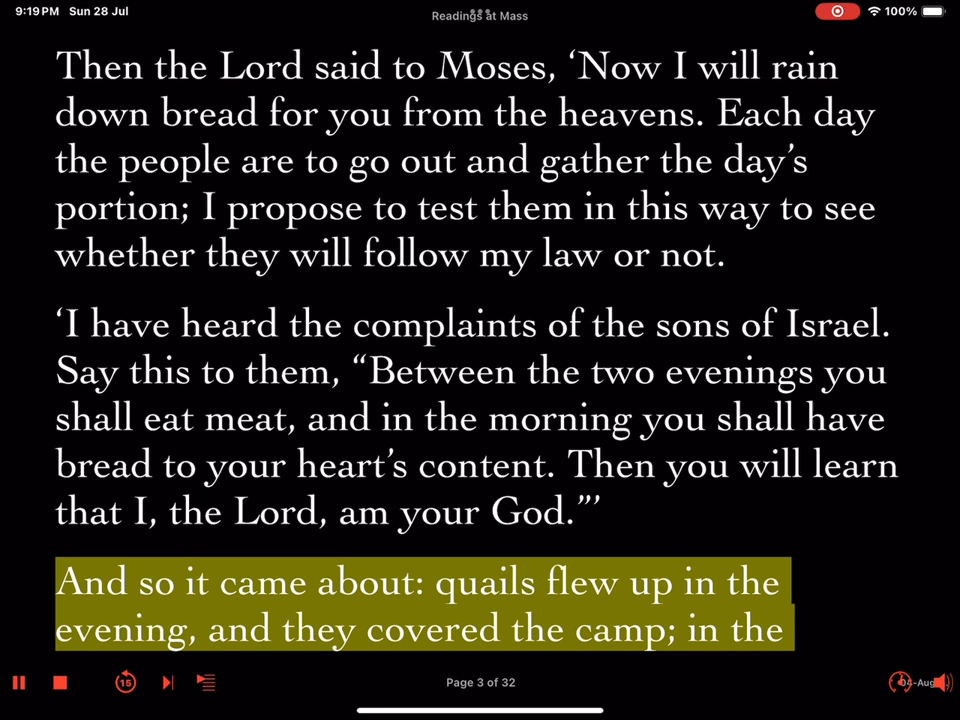 9:19 PM Sun 28 Jul
Readings at Mass
100%
Then the Lord said to Moses, ‘Now I will rain
down bread for you from the heavens. Each day
the people are to go out and gather the day’s
portion; I propose to test them in this way to see
whether they will follow my law or not.
‘I have heard the complaints of the sons of Israel.
Say this to them, “Between the two evenings you
shall eat meat, and in the morning you shall have
bread to your heart’s content. Then you will learn
that I, the Lord, am your God.”’
And so it came about: quails flew up in the
evening, and they covered the camp; in the
15
Page 3 of 32
04-Aug